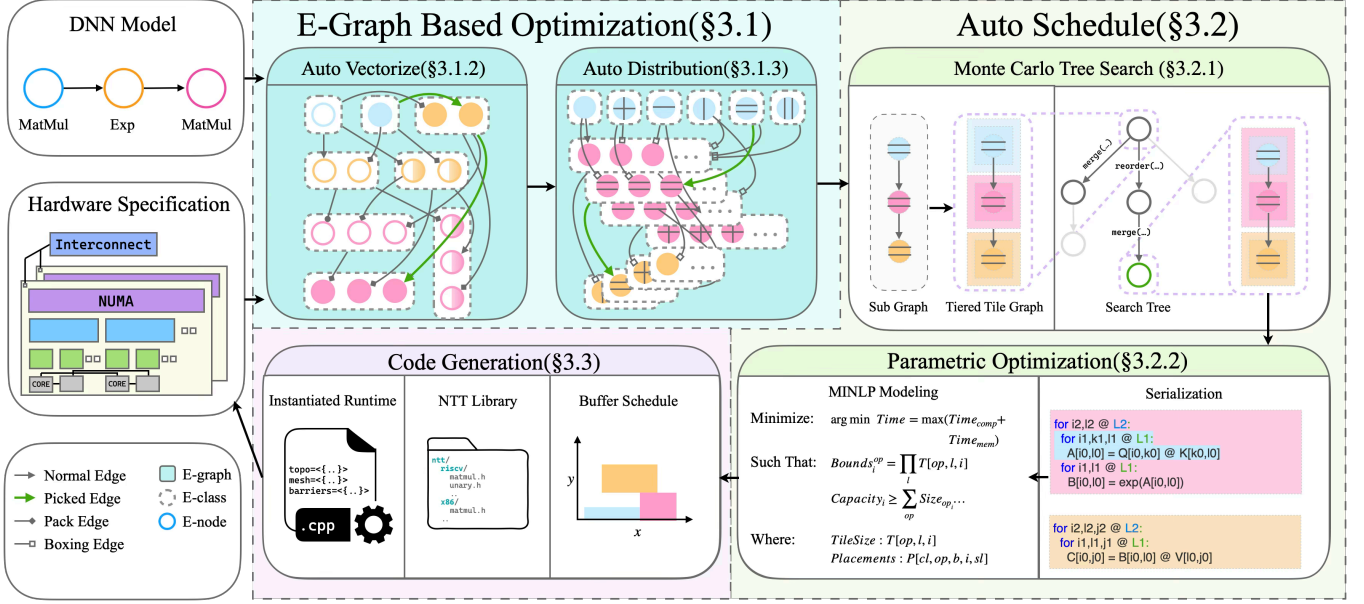 DNN Model
MatMul
Exp
MatMul
Hardware Specification
Interconnect
NUMA
CORE
CORE
Normal Edge
Picked Edge
Pack Edge
Boxing Edge
E-graph
E-class
E-node
E-Graph Based Optimization(§3.1)
Auto Vectorize(§3.1.2)
Auto Distribution(§3.1.3)
Auto Schedule(§3.2)
Monte Carlo Tree Search (§3.2.1)
merge(…)
reorder(…)
merge(…)
Sub Graph
Tiered Tile Graph
Search Tree
Code Generation(§3.3)
Instantiated Runtime
topo=<{..}>
mesh=<{..}>
barriers=<{..}>
.cpp
NTT Library
ntt/
riscv/
matmul.h
unary.h
..
x86/
matmul.h
..
Buffer Schedule
y
x
Parametric Optimization(§3.2.2)
MINLP Modeling
Minimize:
arg min Time = max(Time_comp+
Time_mem)
Such That:
Bounds_i^op = ∏_l T[op, l, i]
Capacity_i ≥ ∑_op Size_op_i…
Where:
TileSize : T[op, l, i]
Placements : P[cl, op, b, i, sl]
Serialization
for i2,l2 @ L2:
for i1,k1,l1 @ L1:
A[i0,l0] = Q[i0,k0] @ K[k0,l0]
for i1,l1 @ L1:
B[i0,l0] = exp(A[i0,l0])
for i2,l2,j2 @ L2:
for i1,l1,j1 @ L1:
C[i0,j0] = B[i0,l0] @ V[l0,j0]